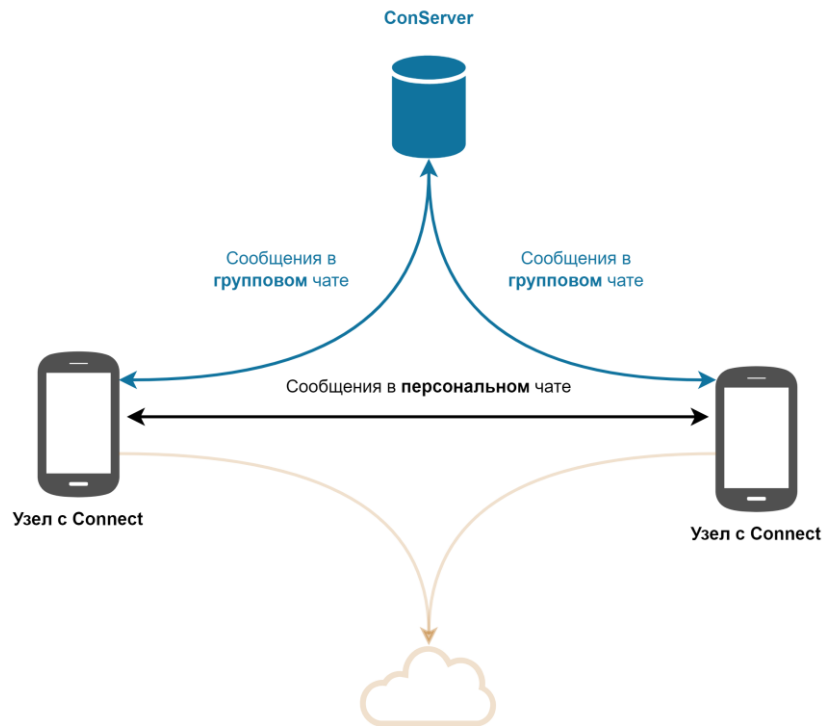 ConServer
Сообщения в
групповом чате
Сообщения в
групповом чате
Сообщения в персональном чате
Узел с Connect
Узел с Connect